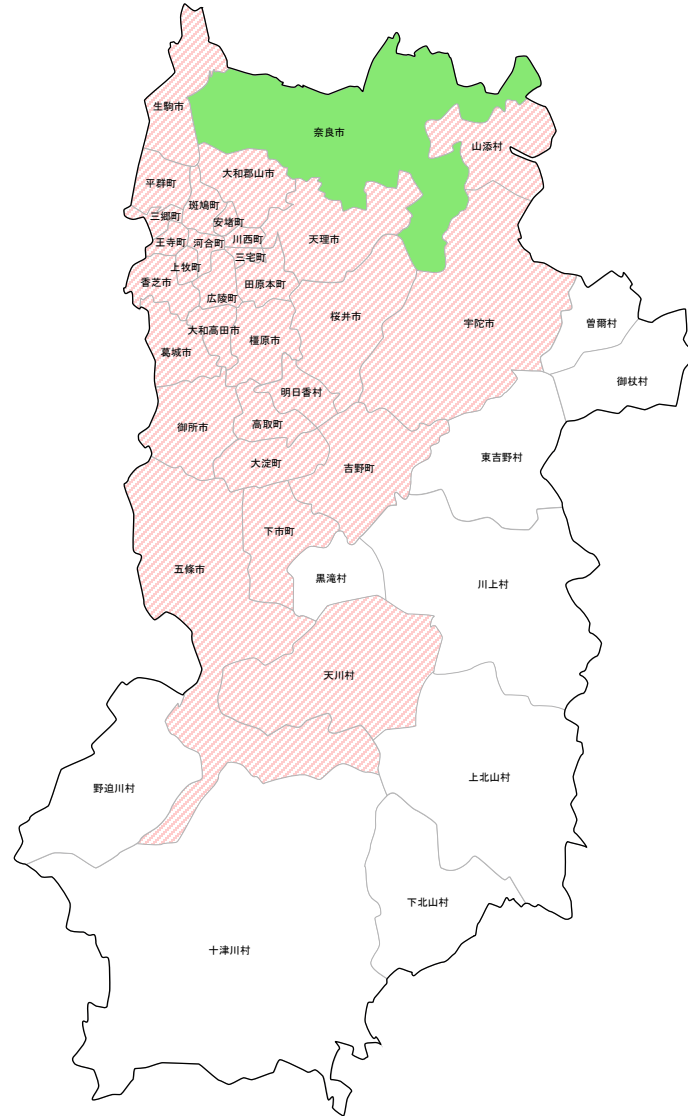 生駒市
奈良市
山添村
大和郡山市
平群町
斑鳩町
三郷町
安堵町
王寺町
河合町
川西町
天理市
三宅町
上牧町
香芝市
田原本町
広陵町
桜井市
宇陀市
曽爾村
大和高田市
橿原市
葛城市
御杖村
明日香村
高取町
御所市
東吉野村
大淀町
吉野町
下市町
五條市
黒滝村
川上村
天川村
上北山村
野迫川村
下北山村
十津川村